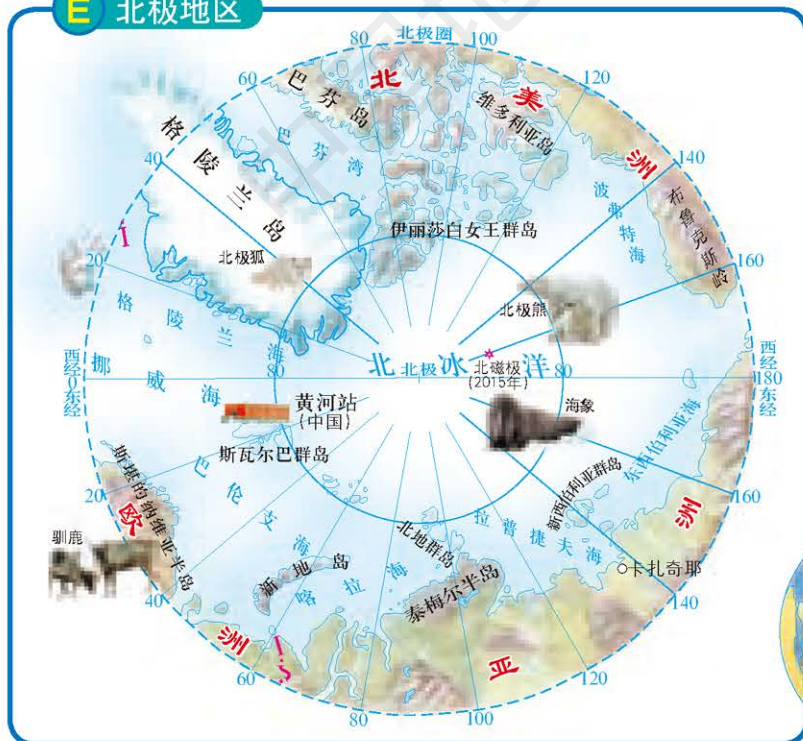 E 北极地区
北极圈
80
100
60
120
40
140
20
160
北美洲
巴芬岛
巴芬湾
维多利亚岛
格陵兰岛
伊丽莎白女王群岛
波弗特海
布鲁克斯岭
北极狐
北极熊
I
格陵兰海
北冰洋
北极
北磁极
(2015年)
80
80
西经
0
东经
西经
180
东经
挪威海
黄河站
(中国)
海象
斯瓦尔巴群岛
巴伦支海
东西伯利亚海
新西伯利亚群岛
斯基的纳维亚半岛
20
160
欧洲
驯鹿
北地群岛
拉普捷夫海
新地岛
喀拉海
泰梅尔半岛
卡扎奇耶
亚洲
40
140
60
120
80
100